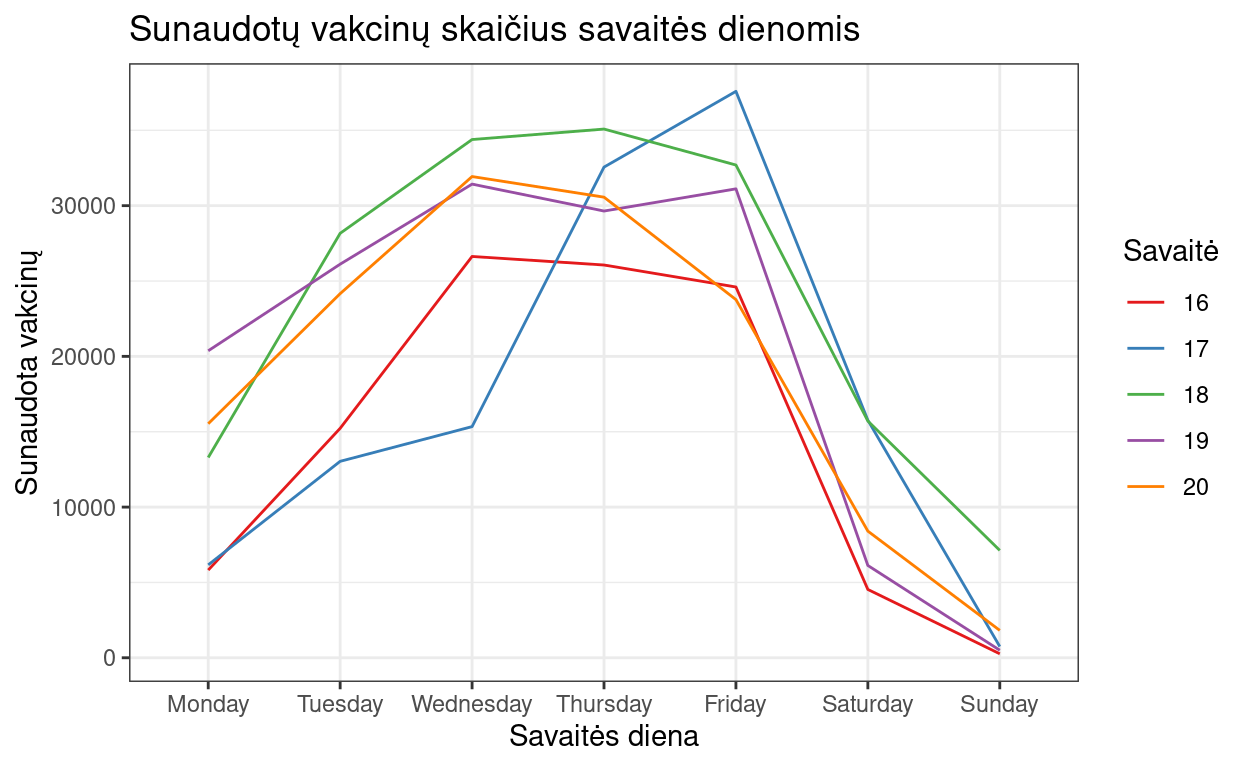 Sunaudotų vakcinų skaičius savaitės dienomis
Sunaudota vakcinų
30000
20000
10000
0
Monday Tuesday Wednesday Thursday Friday Saturday Sunday
Savaitės diena
Savaitė
16
17
18
19
20